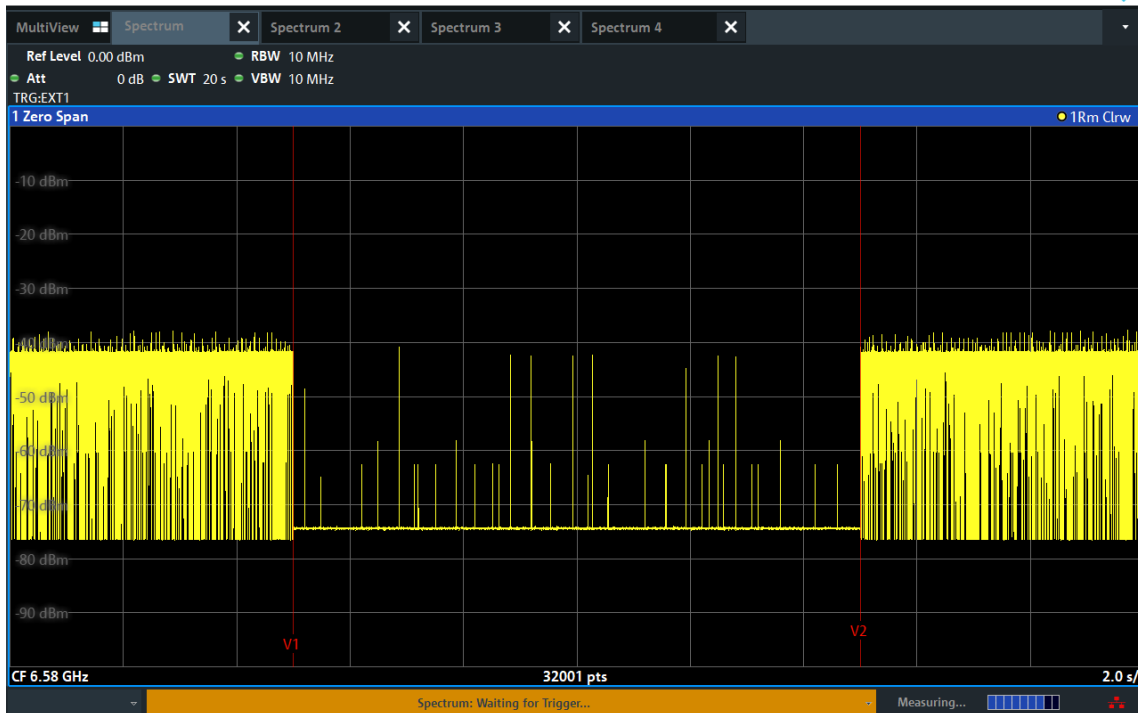 MultiView Spectrum Spectrum 2 Spectrum 3 Spectrum 4
Ref Level 0.00 dBm RBW 10 MHz
Att 0 dB SWT 20 s VBW 10 MHz
TRG:EXT1
1 Zero Span 1Rm Clrw
-10 dBm
-20 dBm
-30 dBm
-40 dBm
-50 dBm
-60 dBm
-70 dBm
-80 dBm
-90 dBm
V1
V2
CF 6.58 GHz 32001 pts 2.0 s/
Spectrum: Waiting for Trigger... Measuring...